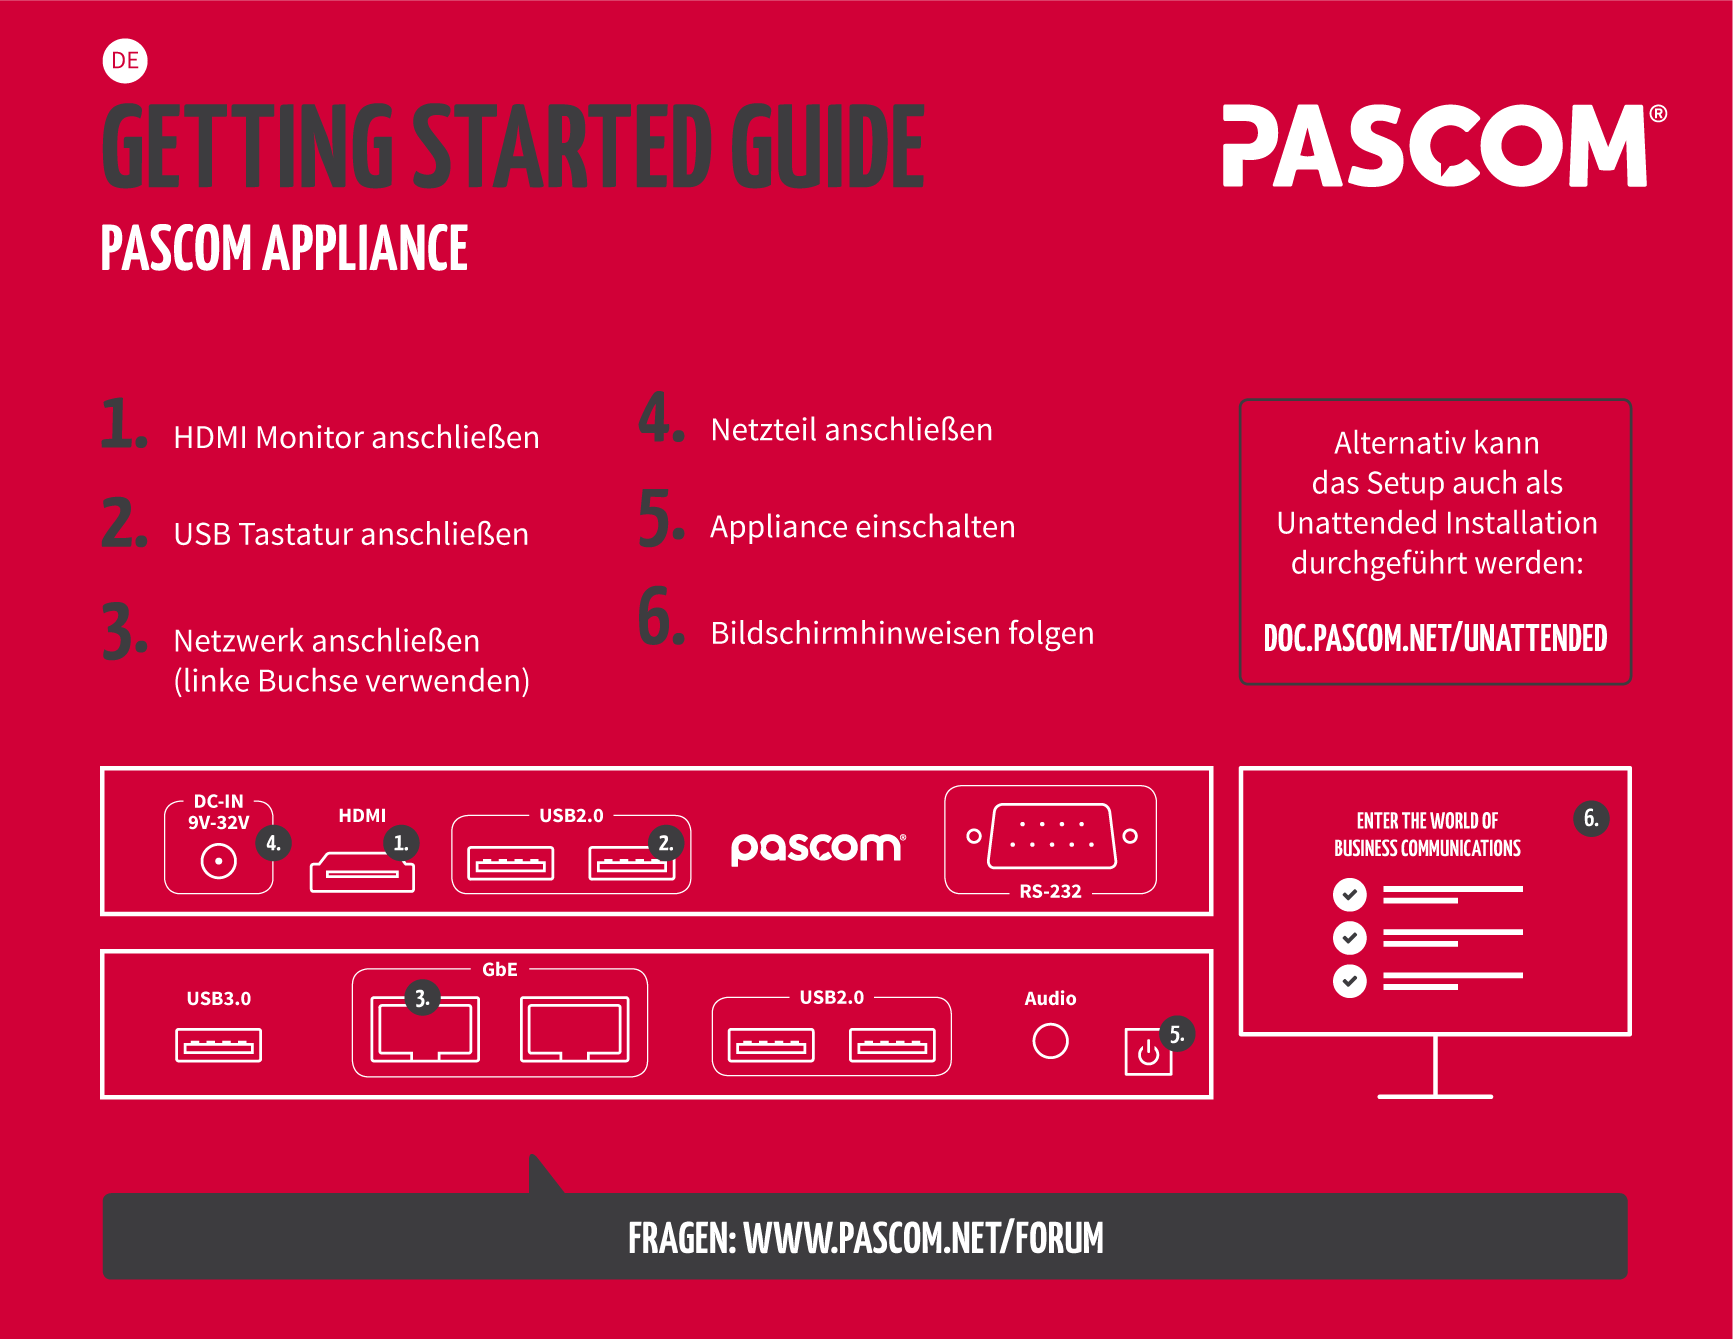 DE
GETTING STARTED GUIDE
PASCOM®
PASCOM APPLIANCE
1. HDMI Monitor anschließen
2. USB Tastatur anschließen
3. Netzwerk anschließen
(linke Buchse verwenden)
4. Netzteil anschließen
5. Appliance einschalten
6. Bildschirmhinweisen folgen
Alternativ kann
das Setup auch als
Unattended Installation
durchgeführt werden:
DOC.PASCOM.NET/UNATTENDED
DC-IN
9V-32V
4.
HDMI
1.
USB2.0
2.
pascom®
RS-232
USB3.0
GbE
3.
USB2.0
Audio
5.
6.
ENTER THE WORLD OF
BUSINESS COMMUNICATIONS
FRAGEN: WWW.PASCOM.NET/FORUM